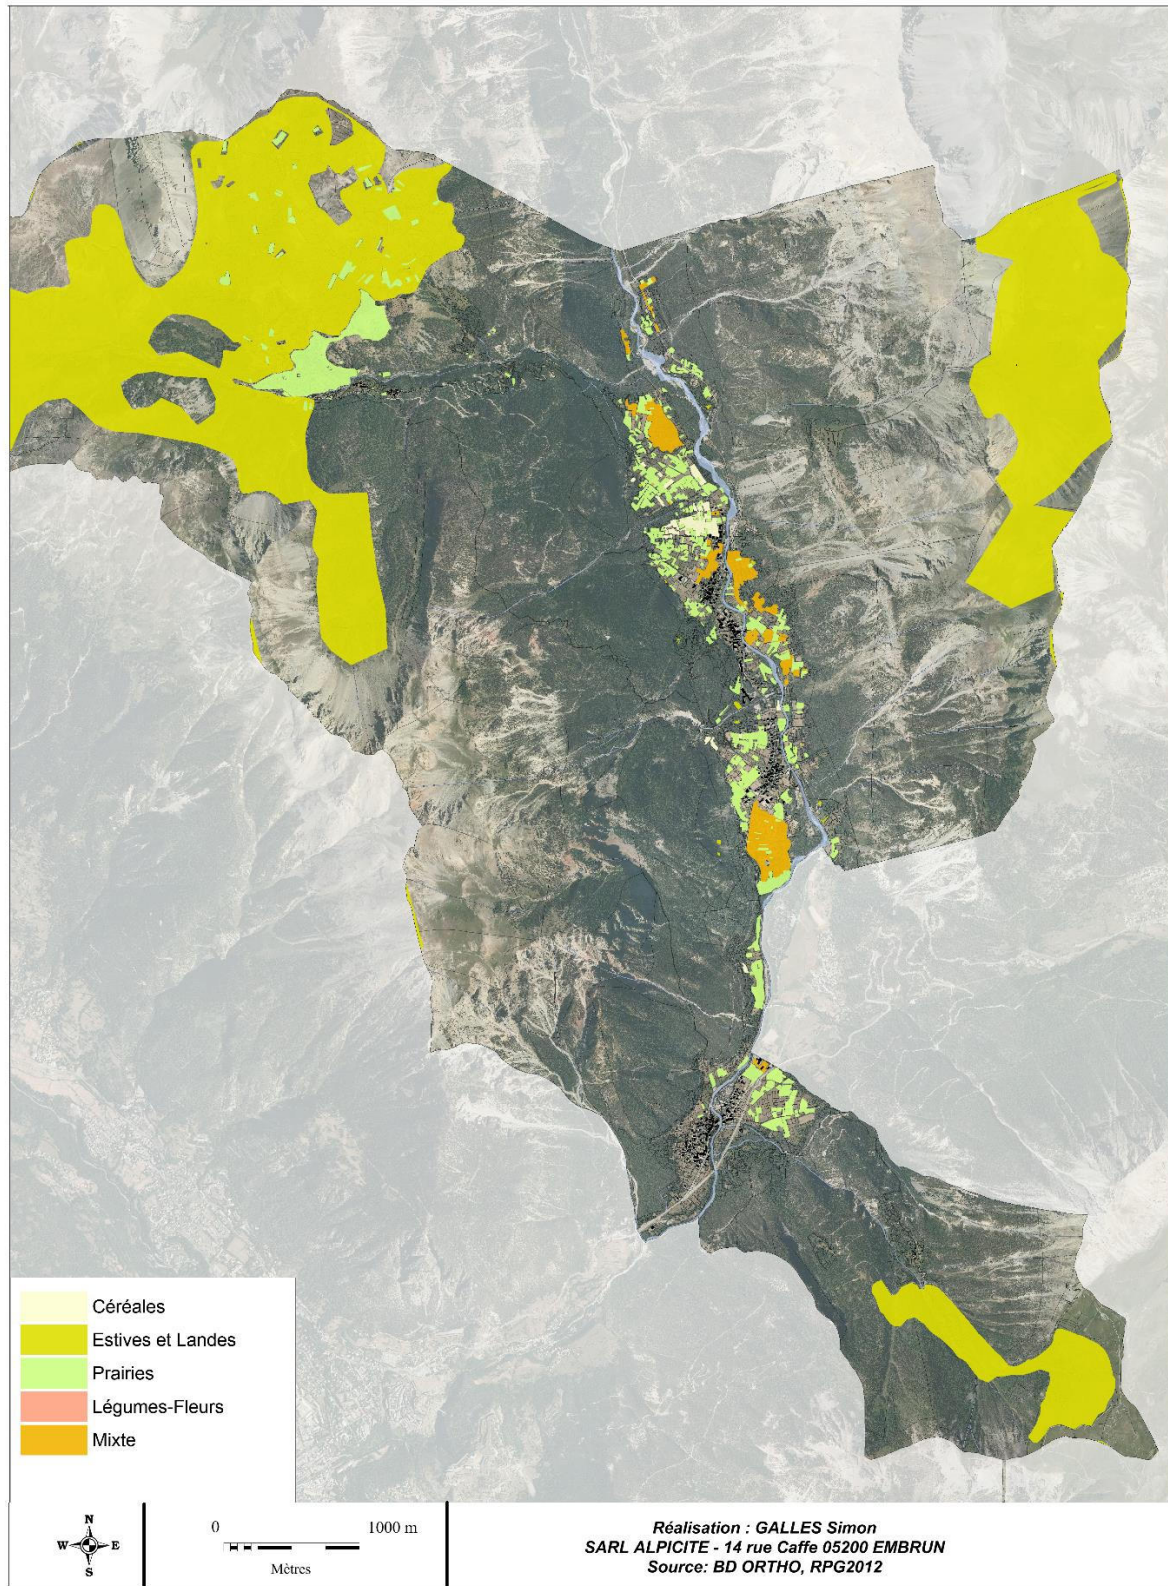 Céréales
Estives et Landes
Prairies
Légumes-Fleurs
Mixte
N
W E
S
0 1000 m
Mètres
Réalisation : GALLES Simon
SARL ALPICITE - 14 rue Caffe 05200 EMBRUN
Source: BD ORTHO, RPG2012